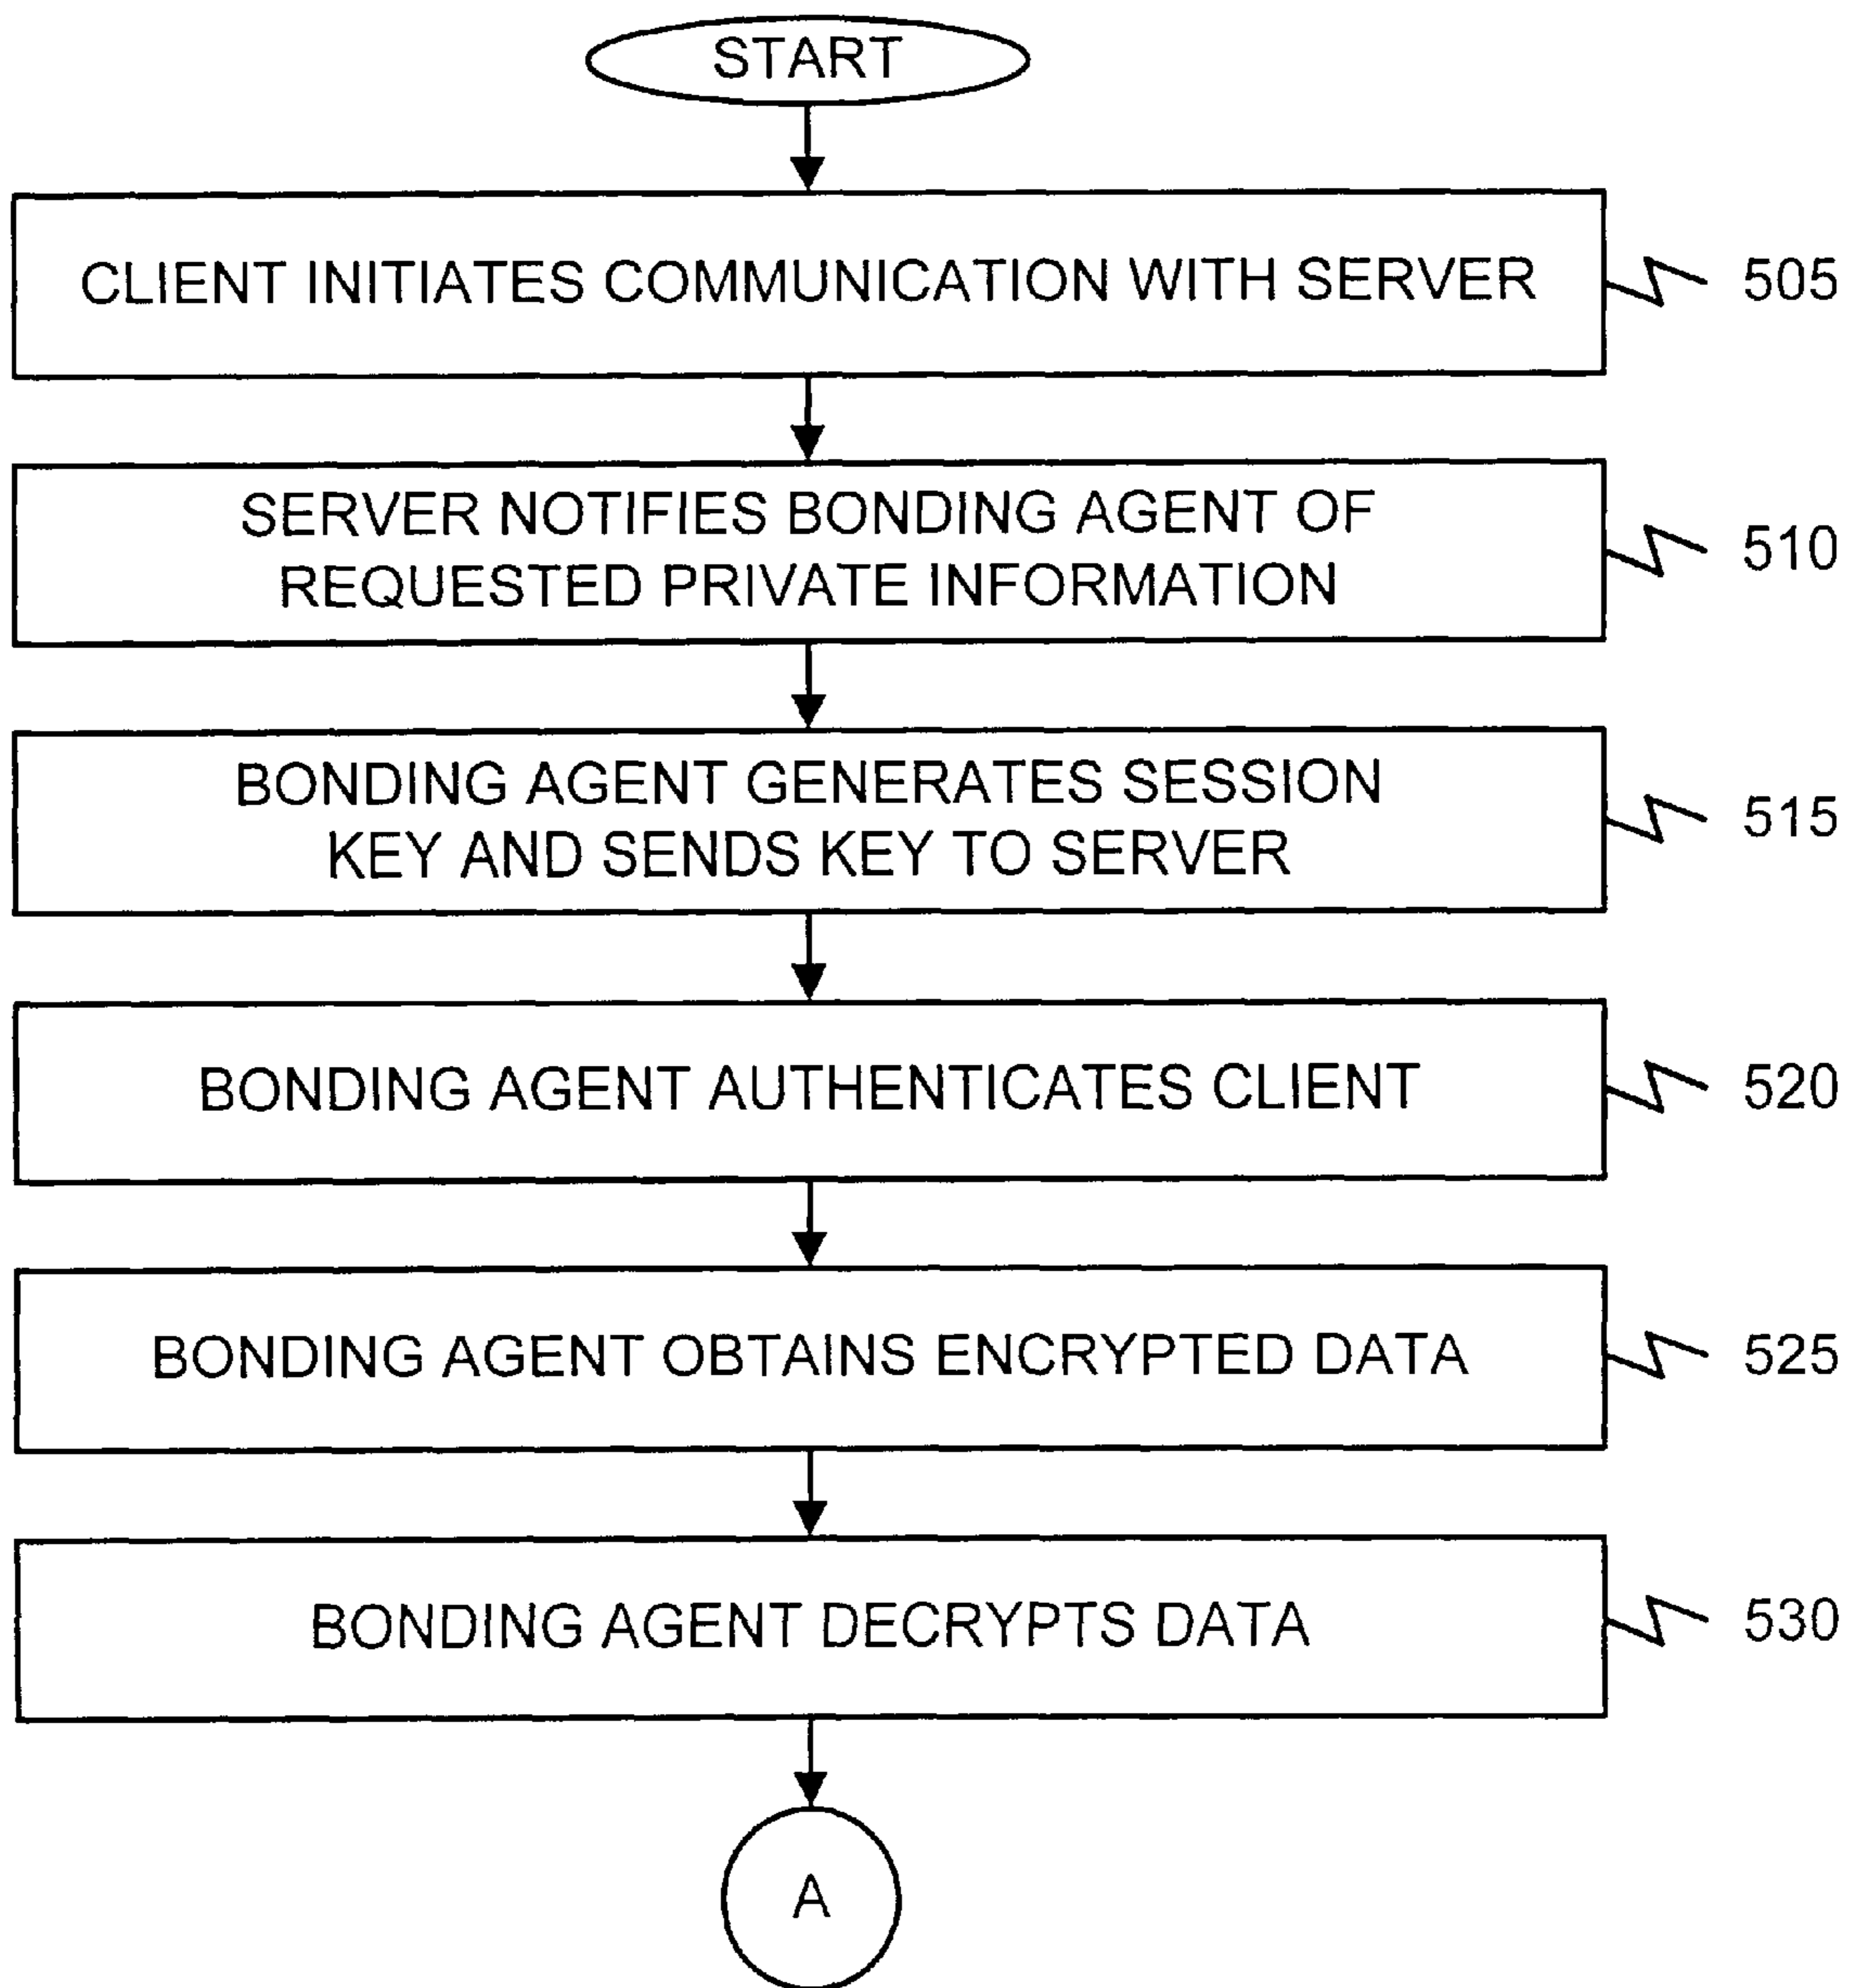 START
CLIENT INITIATES COMMUNICATION WITH SERVER
505
SERVER NOTIFIES BONDING AGENT OF
REQUESTED PRIVATE INFORMATION
510
BONDING AGENT GENERATES SESSION
KEY AND SENDS KEY TO SERVER
515
BONDING AGENT AUTHENTICATES CLIENT
520
BONDING AGENT OBTAINS ENCRYPTED DATA
525
BONDING AGENT DECRYPTS DATA
530
A